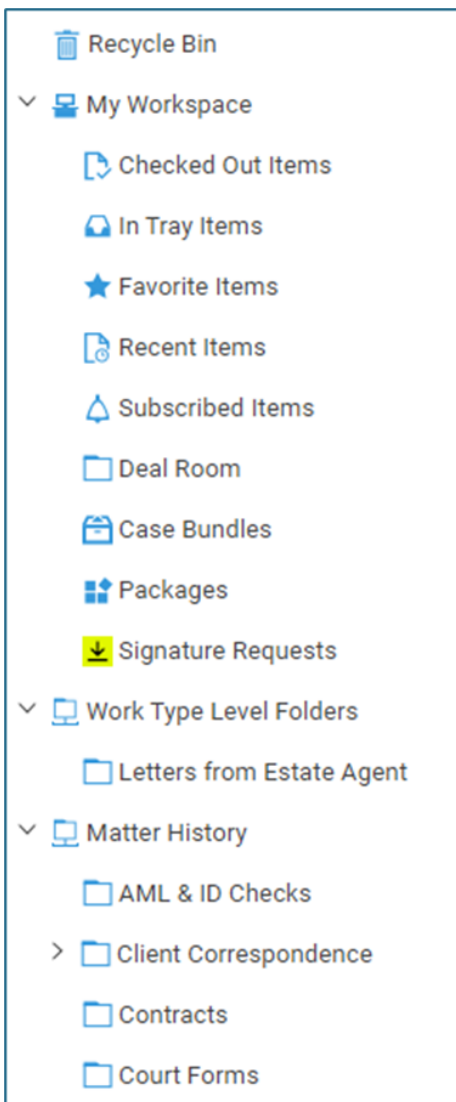 Recycle Bin
My Workspace
Checked Out Items
In Tray Items
Favorite Items
Recent Items
Subscribed Items
Deal Room
Case Bundles
Packages
Signature Requests
Work Type Level Folders
Letters from Estate Agent
Matter History
AML & ID Checks
Client Correspondence
Contracts
Court Forms